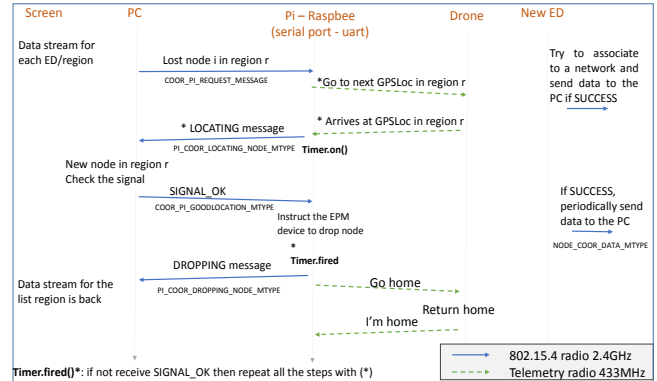 Screen PC Pi – Raspbee Drone New ED
(serial port - uart)
Data stream for
each ED/region
Lost node i in region r
COOR_PI_REQUEST_MESSAGE
*Go to next GPSLoc in region r
Try to associate
to a network and
send data to the
PC if SUCCESS
* LOCATING message
* Arrives at GPSLoc in region r
PI_COOR_LOCATING_NODE_MTYPE
Timer.on()
New node in region r
Check the signal
SIGNAL_OK
COOR_PI_GOODLOCATION_MTYPE
Instruct the EPM
device to drop node
If SUCCESS,
periodically send
data to the PC
NODE_COOR_DATA_MTYPE
*
Timer.fired
DROPPING message
PI_COOR_DROPPING_NODE_MTYPE
Go home
Data stream for the
list region is back
Return home
I'm home
802.15.4 radio 2.4GHz
Telemetry radio 433MHz
Timer.fired()*: if not receive SIGNAL_OK then repeat all the steps with (*)